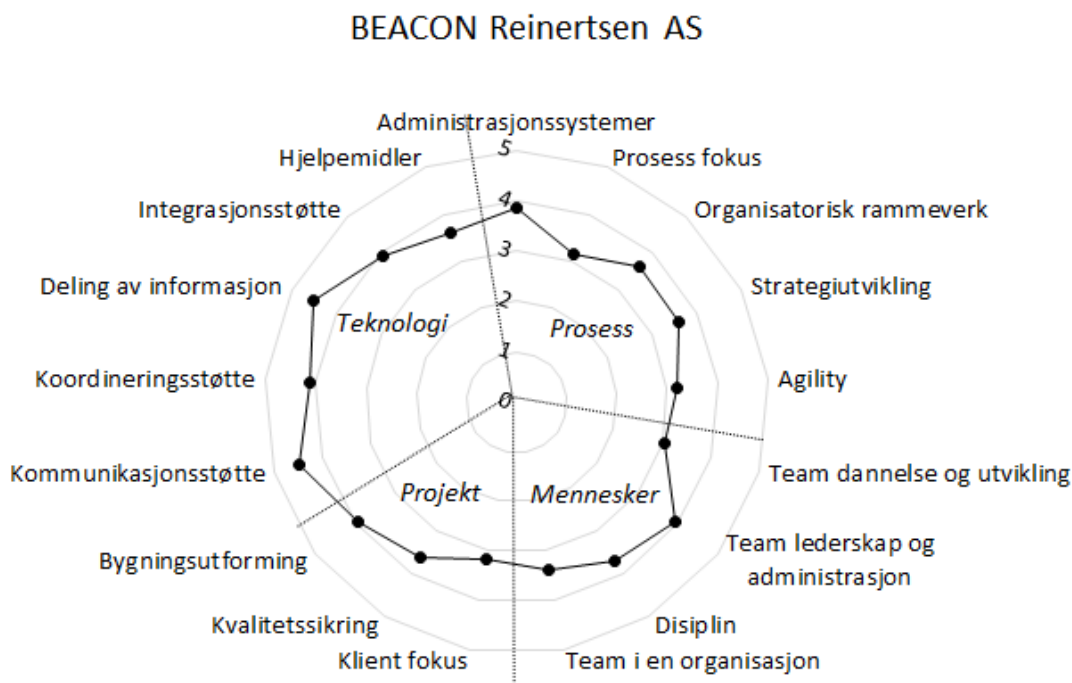 BEACON Reinertsen AS
Administrasjonssystemer
5
Hjelpemidler
Prosess fokus
4
Integrasjonsstøtte
Organisatorisk rammeverk
3
Deling av informasjon
Strategiutvikling
2
Teknologi
Prosess
1
Koordineringsstøtte
Agility
0
Kommunikasjonsstøtte
Team dannelse og utvikling
Projekt
Mennesker
Bygningsutforming
Team lederskap og
administrasjon
Kvalitetssikring
Disiplin
Klient fokus
Team i en organisasjon